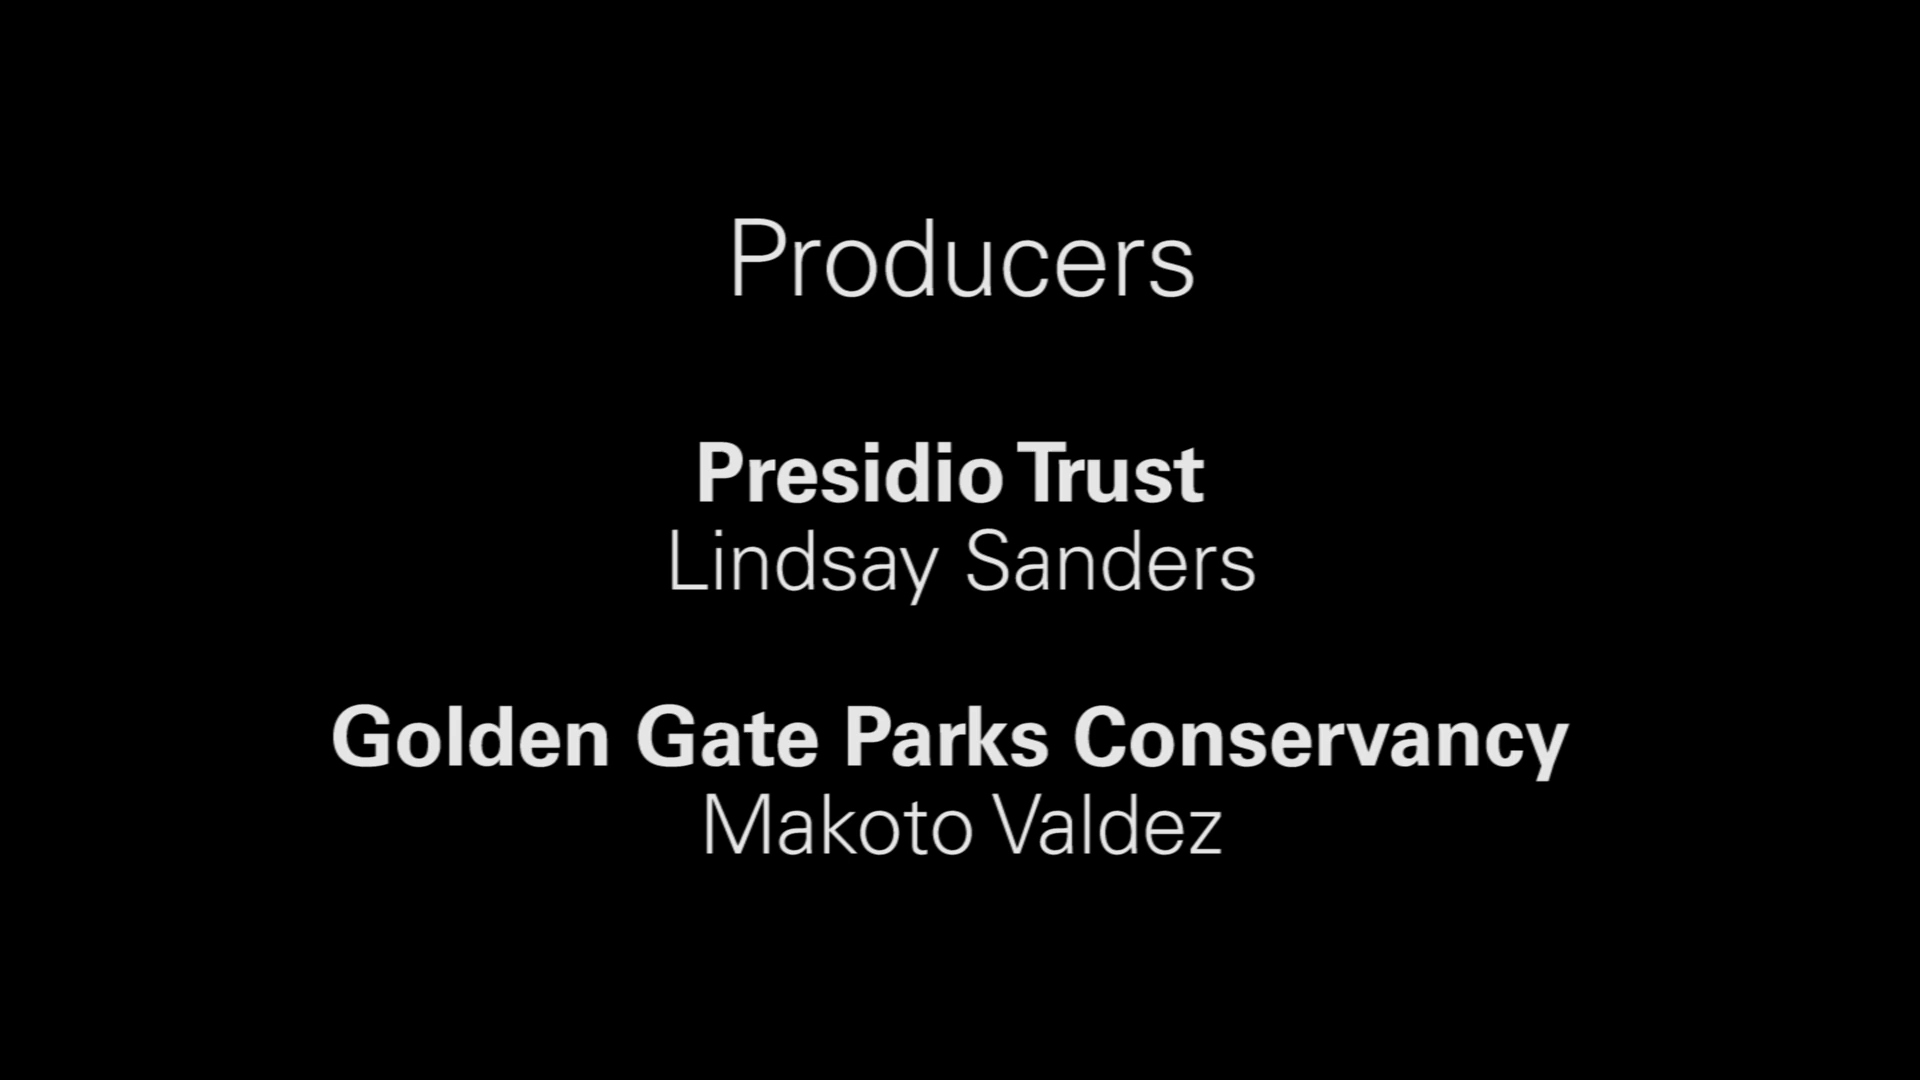 Producers
Presidio Trust
Lindsay Sanders
Golden Gate Parks Conservancy
Makoto Valdez